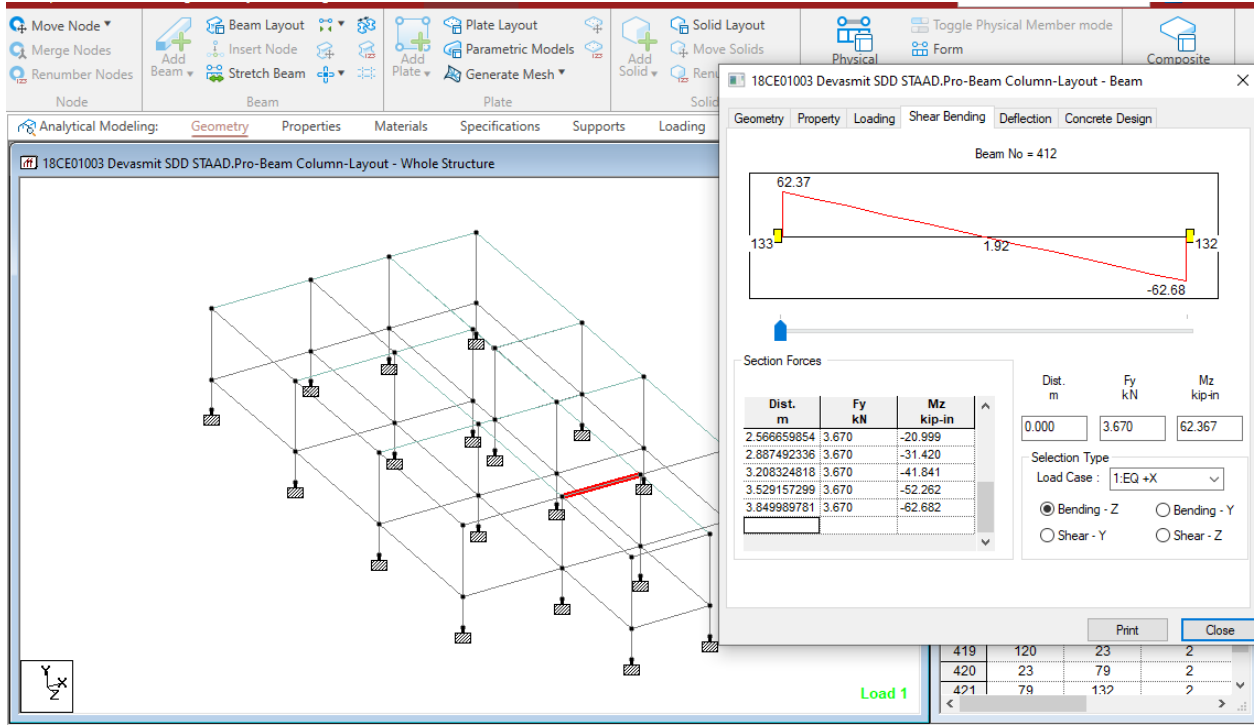 Move Node
Merge Nodes
Renumber Nodes
Node
Add
Beam
Beam Layout
Insert Node
Stretch Beam
Beam
Add
Plate
Plate Layout
Parametric Models
Generate Mesh
Plate
Add
Solid
Solid Layout
Move Solids
Solid
Physical
Toggle Physical Member mode
Form
Composite
Analytical Modeling:
Geometry
Properties
Materials
Specifications
Supports
Loading
18CE01003 Devasmit SDD STAAD.Pro-Beam Column-Layout - Whole Structure
Y
X
Z
Load 1
18CE01003 Devasmit SDD STAAD.Pro-Beam Column-Layout - Beam
Geometry Property Loading Shear Bending Deflection Concrete Design
Beam No = 412
62.37
133
1.92
132
-62.68
Section Forces
Dist. Fy Mz
m kN kip-in
2.566659854 3.670 -20.999
2.887492336 3.670 -31.420
3.208324818 3.670 -41.841
3.529157299 3.670 -52.262
3.849989781 3.670 -62.682
Dist. Fy Mz
m kN kip-in
0.000 3.670 62.367
Selection Type
Load Case : 1:EQ +X
Bending - Z Bending - Y
Shear - Y Shear - Z
Print Close
419 120 23 2
420 23 79 2
421 79 132 2